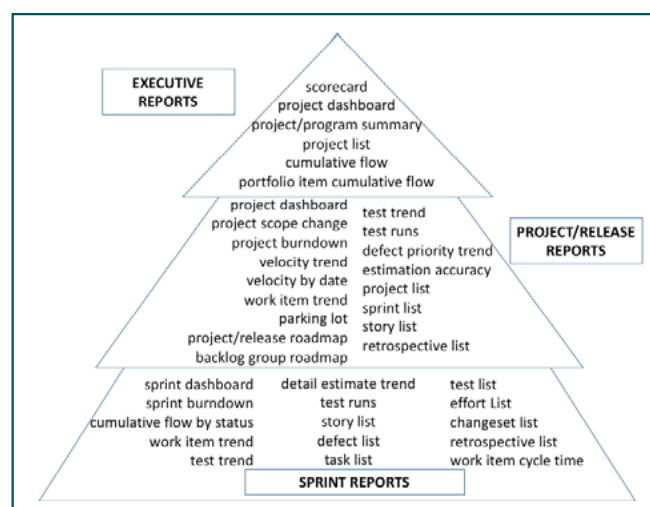 EXECUTIVE
REPORTS
scorecard
project dashboard
project/program summary
project list
cumulative flow
portfolio item cumulative flow
PROJECT/RELEASE
REPORTS
project dashboard
project scope change
project burndown
velocity trend
velocity by date
work item trend
parking lot
project/release roadmap
backlog group roadmap
test trend
test runs
defect priority trend
estimation accuracy
project list
sprint list
story list
retrospective list
sprint dashboard
sprint burndown
cumulative flow by status
work item trend
test trend
detail estimate trend
test runs
story list
defect list
task list
test list
effort List
changeset list
retrospective list
work item cycle time
SPRINT REPORTS